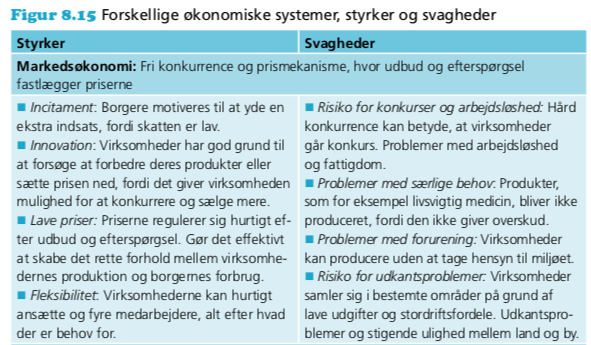 Figur 8.15 Forskellige økonomiske systemer, styrker og svagheder
Styrker
Svagheder
Markedsøkonomi: Fri konkurrence og prismekanisme, hvor udbud og efterspørgsel
fastlægger priserne
■ Incitament: Borgere motiveres til at yde en
ekstra indsats, fordi skatten er lav.
■ Innovation: Virksomheder har god grund til
at forsøge at forbedre deres produkter eller
sætte prisen ned, fordi det giver virksomheden
mulighed for at konkurrere og sælge mere.
■ Lave priser: Priserne regulerer sig hurtigt ef-
ter udbud og efterspørgsel. Gør det effektivt
at skabe det rette forhold mellem virksomhe-
dernes produktion og borgernes forbrug.
■ Fleksibilitet: Virksomhederne kan hurtigt
ansætte og fyre medarbejdere, alt efter hvad
der er behov for.
■ Risiko for konkurser og arbejdsløshed: Hård
konkurrence kan betyde, at virksomheder
går konkurs. Problemer med arbejdsløshed
og fattigdom.
■ Problemer med særlige behov: Produkter,
som for eksempel livsvigtig medicin, bliver ikke
produceret, fordi den ikke giver overskud.
■ Problemer med forurening: Virksomheder
kan producere uden at tage hensyn til miljøet.
■ Risiko for udkantsproblemer: Virksomheder
samler sig i bestemte områder på grund af
lave udgifter og stordriftsfordele. Udkantspro-
blemer og stigende ulighed mellem land og by.